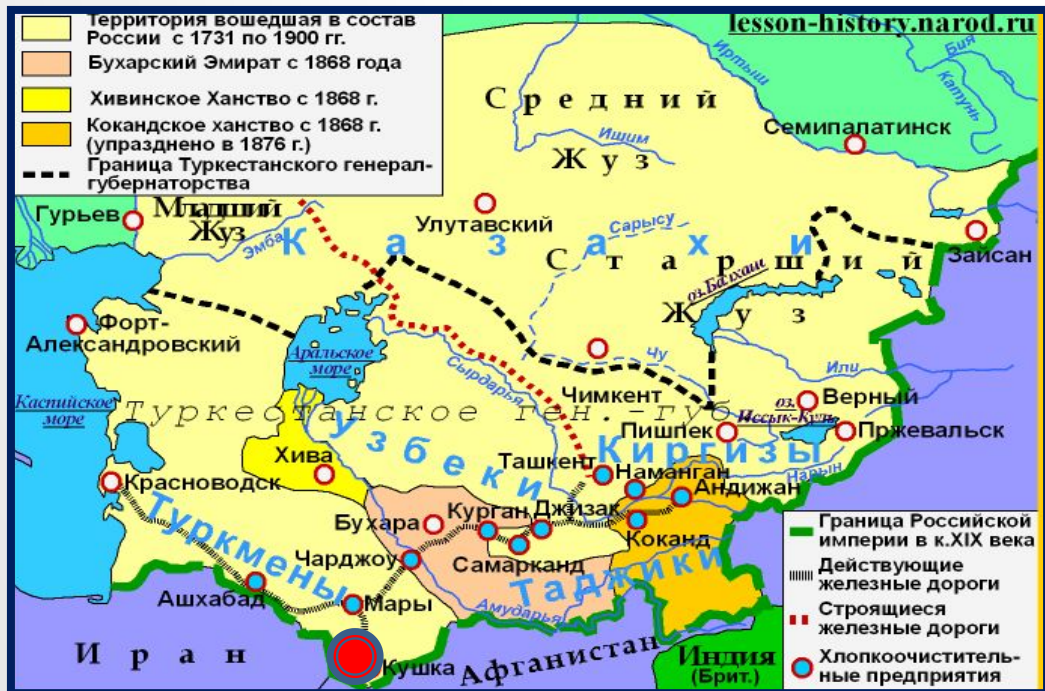 Территория вошедшая в состав
России с 1731 по 1900 гг.
Бухарский Эмират с 1868 года
Хивинское Ханство с 1868 г.
Кокандское ханство с 1868 г.
(упразднено в 1876 г.)
Граница Туркестанского генерал-
губернаторства
lesson-history.narod.ru
Иртыш
Бия
Катунь
Средний
Жуз
Ишим
Семипалатинск
Гурьев
Младший
Жуз
Эмба
Улутавский
Сарысу
Казахи
Зайсан
Старший
Жуз
оз.Балхаш
Форт-
Александровский
Аральское
море
Сырдарья
Чу
Или
Каспийское
море
Туркестанское ген.-губ.
Чимкент
Верный
оз.
Иссык-Куль
Пишпек
Пржевальск
Узбеки
Киргизы
Нарын
Хива
Ташкент
Наманган
Андижан
Красноводск
Туркмены
Бухара
Курган
Джизак
Коканд
Чарджоу
Самарканд
Таджики
Ашхабад
Мары
Амударья
Кушка
Иран
Афганистан
Индия
(Брит.)
Граница Российской
империи в к.XIX века
Действующие
железные дороги
Строящиеся
железные дороги
Хлопкоочиститель-
ные предприятия